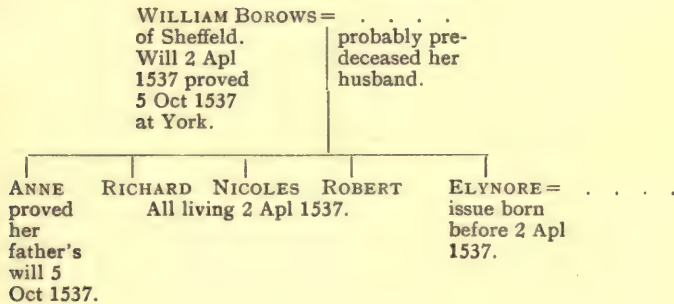 WILLIAM BOROWS = . . . .
of Sheffeld.
Will 2 Apl
1537 proved
5 Oct 1537
at York.
probably pre-
deceased her
husband.
ANNE
proved
her
father's
will 5
Oct 1537.
RICHARD NICOLES ROBERT
All living 2 Apl 1537.
ELYNORE = . . . .
issue born
before 2 Apl
1537.